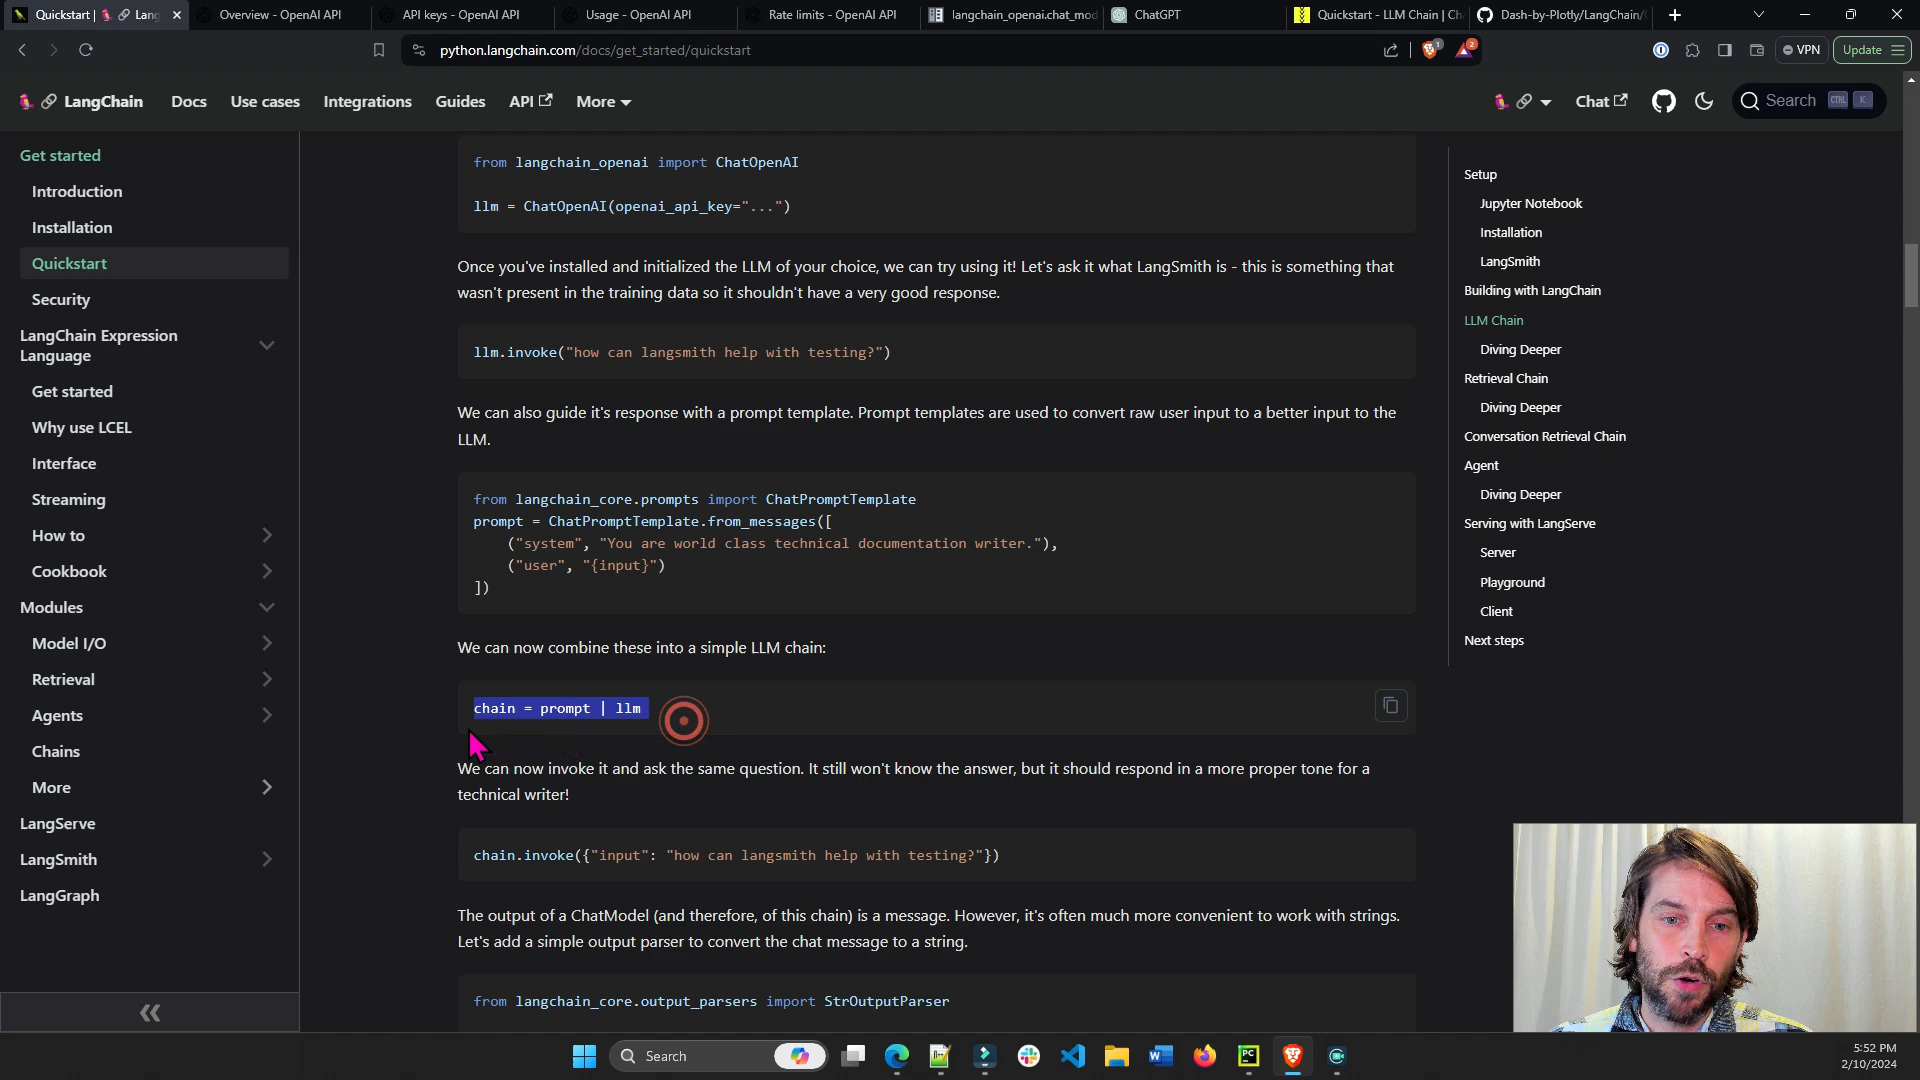 Quickstart | Lang
Overview - OpenAI API
API keys - OpenAI API
Usage - OpenAI API
Rate limits - OpenAI API
langchain_openai.chat_mod
ChatGPT
Quickstart - LLM Chain | Ch
Dash-by-Plotly/LangChain/
python.langchain.com/docs/get_started/quickstart
1
2
VPN
Update
LangChain
Docs
Use cases
Integrations
Guides
API
More
Chat
Search
CTRL
K
Get started
Introduction
Installation
Quickstart
Security
LangChain Expression
Language
Get started
Why use LCEL
Interface
Streaming
How to
Cookbook
Modules
Model I/O
Retrieval
Agents
Chains
More
LangServe
LangSmith
LangGraph
from langchain_openai import ChatOpenAI
llm = ChatOpenAI(openai_api_key="...")
Once you've installed and initialized the LLM of your choice, we can try using it! Let's ask it what LangSmith is - this is something that
wasn't present in the training data so it shouldn't have a very good response.
llm.invoke("how can langsmith help with testing?")
We can also guide it's response with a prompt template. Prompt templates are used to convert raw user input to a better input to the
LLM.
from langchain_core.prompts import ChatPromptTemplate
prompt = ChatPromptTemplate.from_messages([
("system", "You are world class technical documentation writer."),
("user", "{input}")
])
We can now combine these into a simple LLM chain:
chain = prompt | llm
We can now invoke it and ask the same question. It still won't know the answer, but it should respond in a more proper tone for a
technical writer!
chain.invoke({"input": "how can langsmith help with testing?"})
The output of a ChatModel (and therefore, of this chain) is a message. However, it's often much more convenient to work with strings.
Let's add a simple output parser to convert the chat message to a string.
from langchain_core.output_parsers import StrOutputParser
Setup
Jupyter Notebook
Installation
LangSmith
Building with LangChain
LLM Chain
Diving Deeper
Retrieval Chain
Diving Deeper
Conversation Retrieval Chain
Agent
Diving Deeper
Serving with LangServe
Server
Playground
Client
Next steps
Search
PC
5:52 PM
2/10/2024